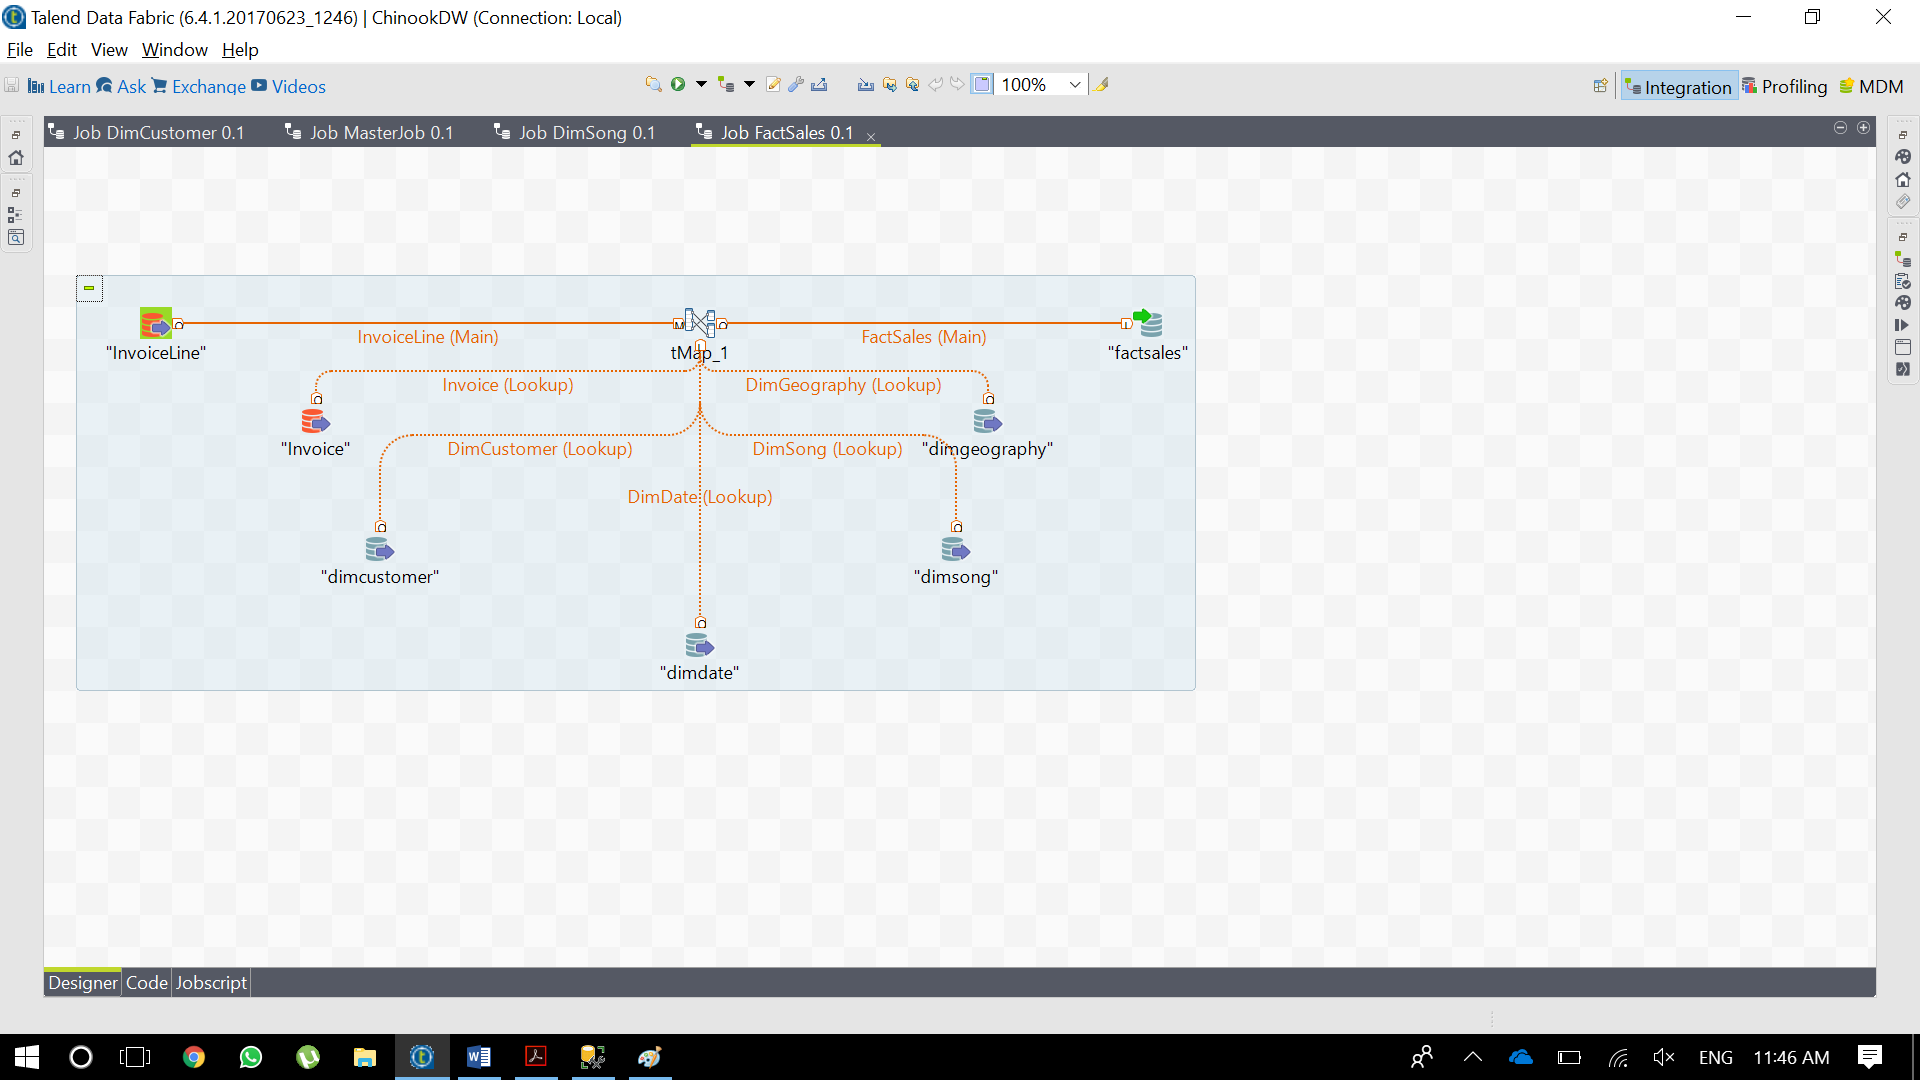 Talend Data Fabric (6.4.1.20170623_1246) | ChinookDW (Connection: Local)
File Edit View Window Help
Learn Ask Exchange Videos 100% Integration Profiling MDM
Job DimCustomer 0.1 Job MasterJob 0.1 Job DimSong 0.1 Job FactSales 0.1
InvoiceLine (Main) FactSales (Main)
"InvoiceLine" tMap_1 "factsales"
Invoice (Lookup) DimGeography (Lookup)
"Invoice" DimCustomer (Lookup) DimSong (Lookup) "dimgeography"
DimDate (Lookup)
"dimcustomer" "dimsong"
"dimdate"
Designer Code Jobscript
ENG 11:46 AM